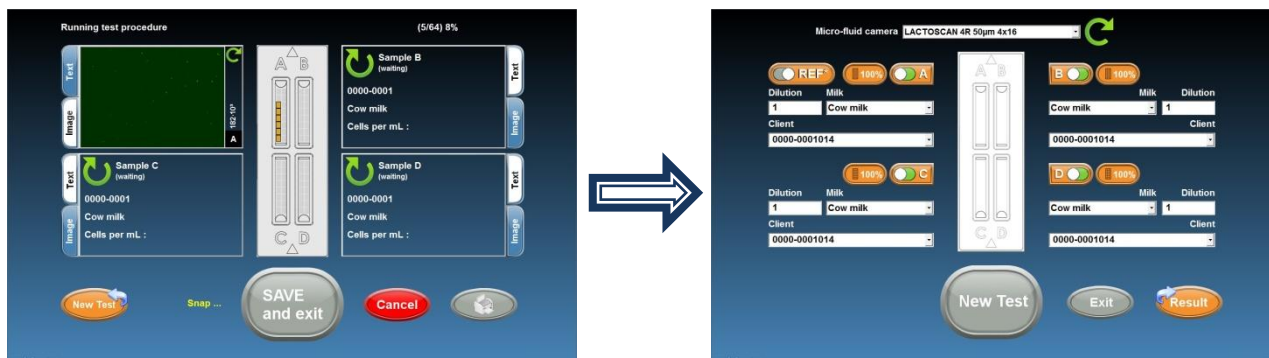 Running test procedure
(5/64) 8%
Text
Image
182·10³
A
A B
Sample B
(waiting)
0000-0001
Cow milk
Cells per mL :
Text
Image
Text
Image
Sample C
(waiting)
0000-0001
Cow milk
Cells per mL :
C D
Sample D
(waiting)
0000-0001
Cow milk
Cells per mL :
Text
Image
New Test
Snap ...
SAVE
and exit
Cancel
Micro-fluid camera LACTOSCAN 4R 50µm 4x16
REF 100% A
Dilution Milk
1 Cow milk
Client
0000-0001014
A B
B 100%
Milk Dilution
Cow milk 1
Client
0000-0001014
100% C
Dilution Milk
1 Cow milk
Client
0000-0001014
C D
D 100%
Milk Dilution
Cow milk 1
Client
0000-0001014
New Test
Exit
Result